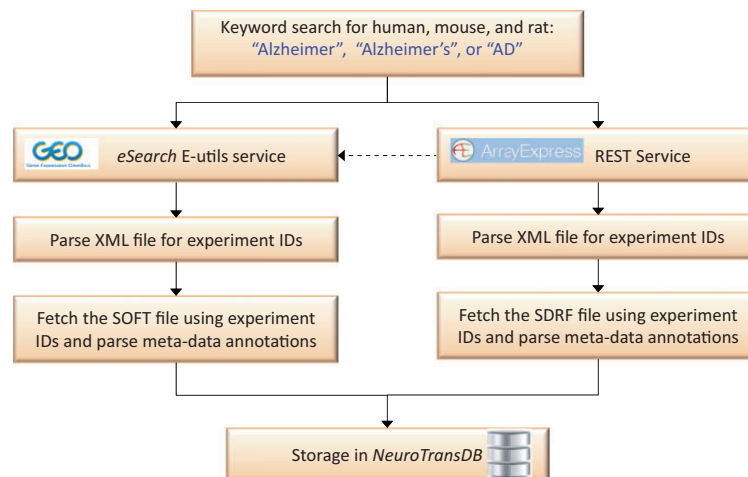 Keyword search for human, mouse, and rat:
“Alzheimer”, “Alzheimer’s”, or “AD”
GEO
Gene Expression Omnibus
eSearch E-utils service
ArrayExpress
REST Service
Parse XML file for experiment IDs
Parse XML file for experiment IDs
Fetch the SOFT file using experiment
IDs and parse meta-data annotations
Fetch the SDRF file using experiment
IDs and parse meta-data annotations
Storage in NeuroTransDB